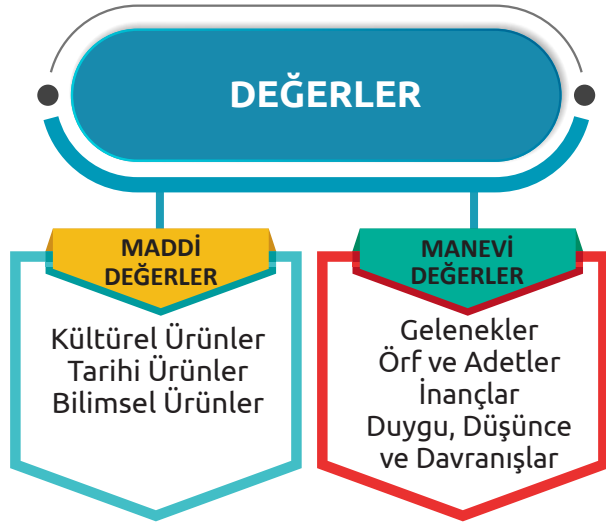 DEĞERLER
MADDİ
DEĞERLER
Kültürel Ürünler
Tarihi Ürünler
Bilimsel Ürünler
MANEVİ
DEĞERLER
Gelenekler
Örf ve Adetler
İnançlar
Duygu, Düşünce
ve Davranışlar